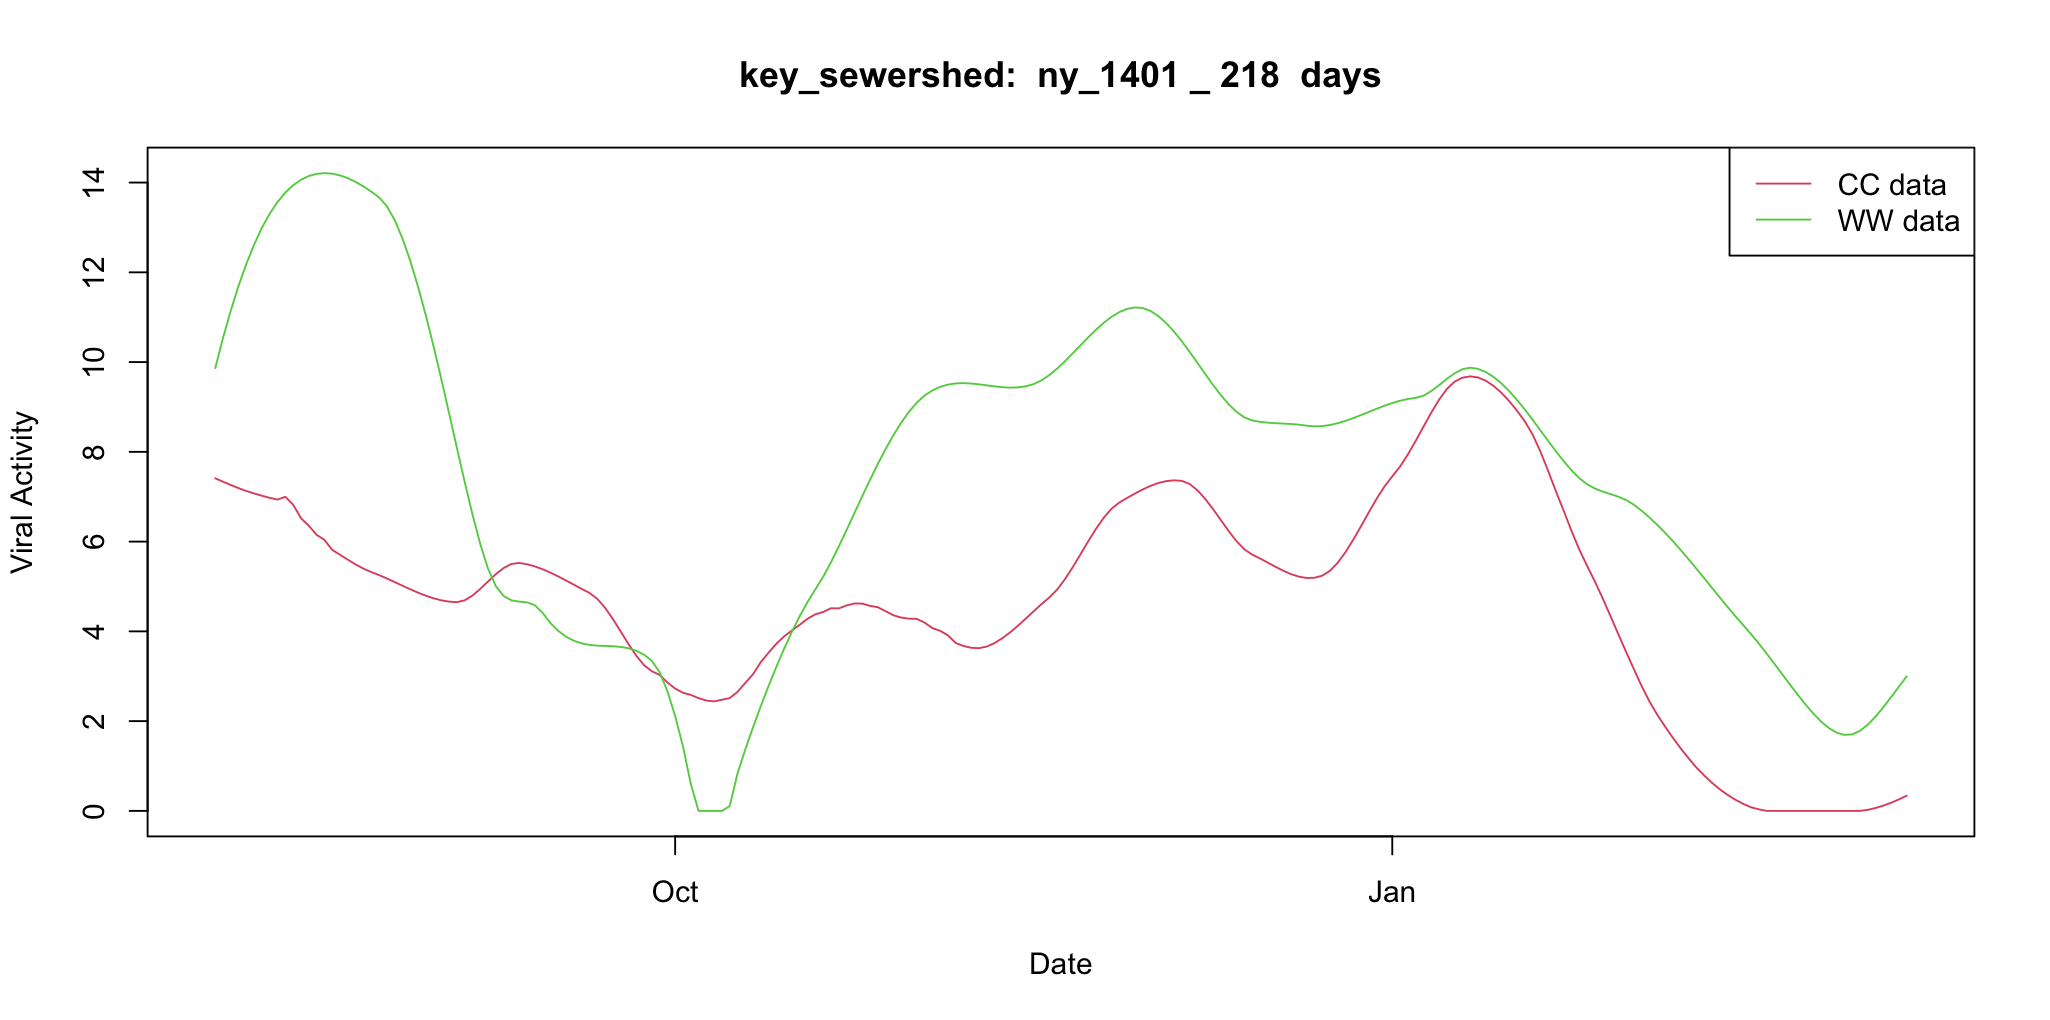 key_sewershed:  ny_1401 _ 218  days
CC data
WW data
Viral Activity
14
12
10
8
6
4
2
0
Oct
Jan
Date